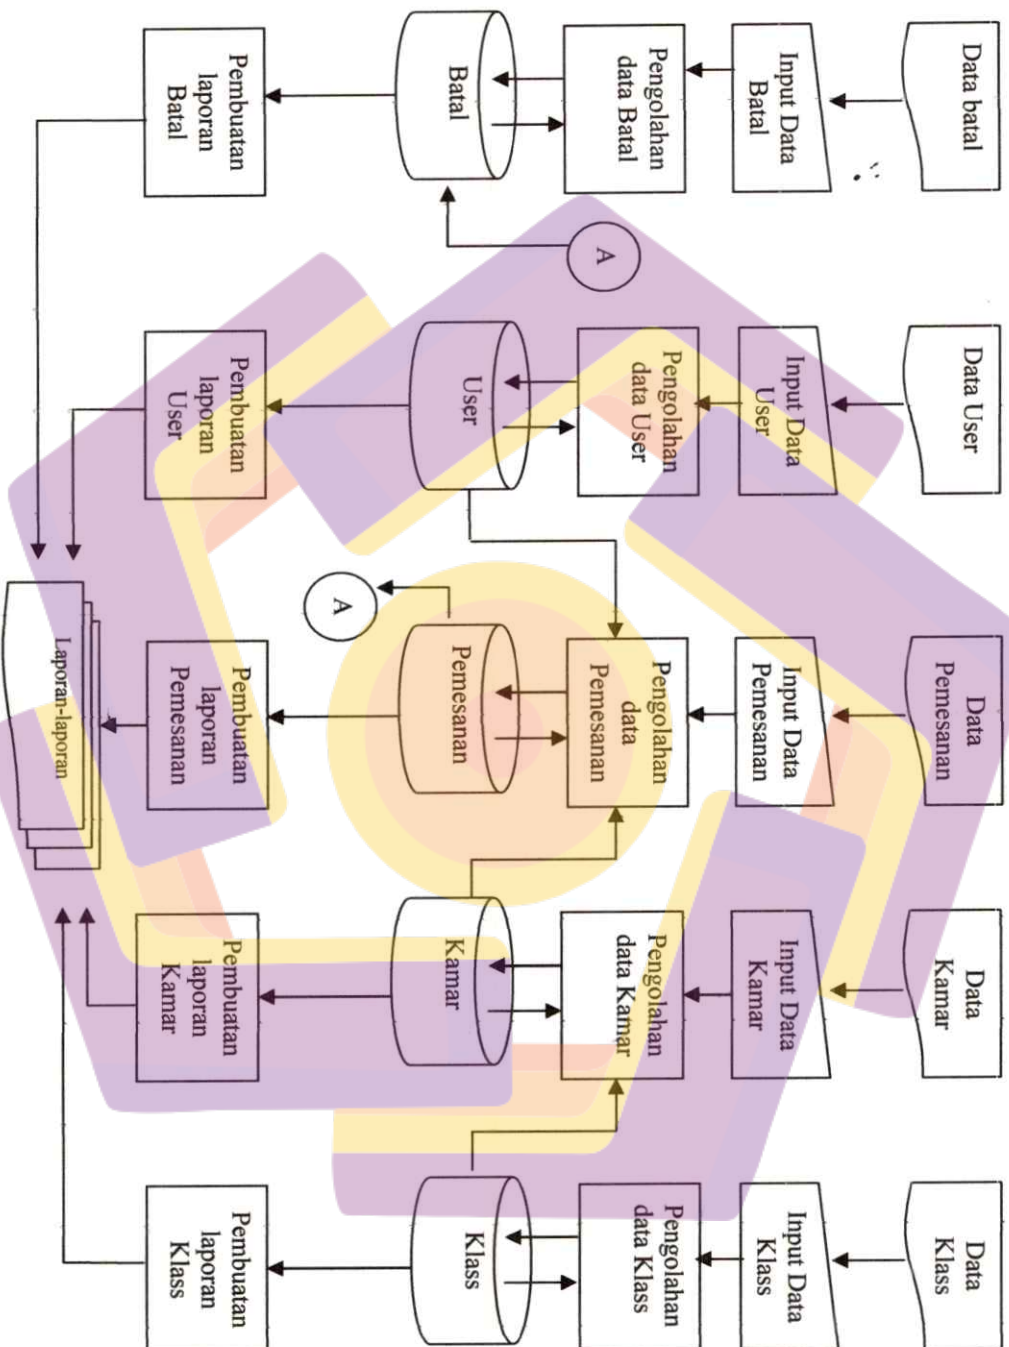 Data batal
Data User
Data
Pemesanan
Data
Kamar
Data
Klass
Input Data
Batal
Input Data
User
Input Data
Pemesanan
Input Data
Kamar
Input Data
Klass
Pengolahan
data Batal
Pengolahan
data User
Pengolahan
data
Pemesanan
Pengolahan
data Kamar
Pengolahan
data Klass
A
Batal
User
Pemesanan
Kamar
Klass
A
Pembuatan
laporan
Batal
Pembuatan
laporan
User
Pembuatan
laporan
Pemesanan
Pembuatan
laporan
Kamar
Pembuatan
laporan
Klass
Laporan-laporan